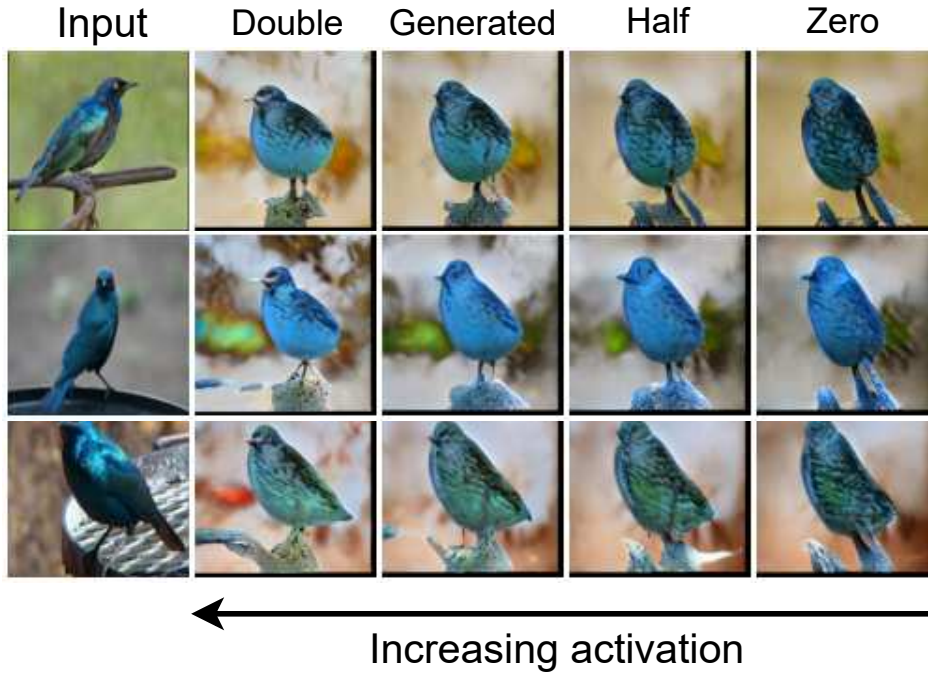 Input Double Generated Half Zero
Increasing activation